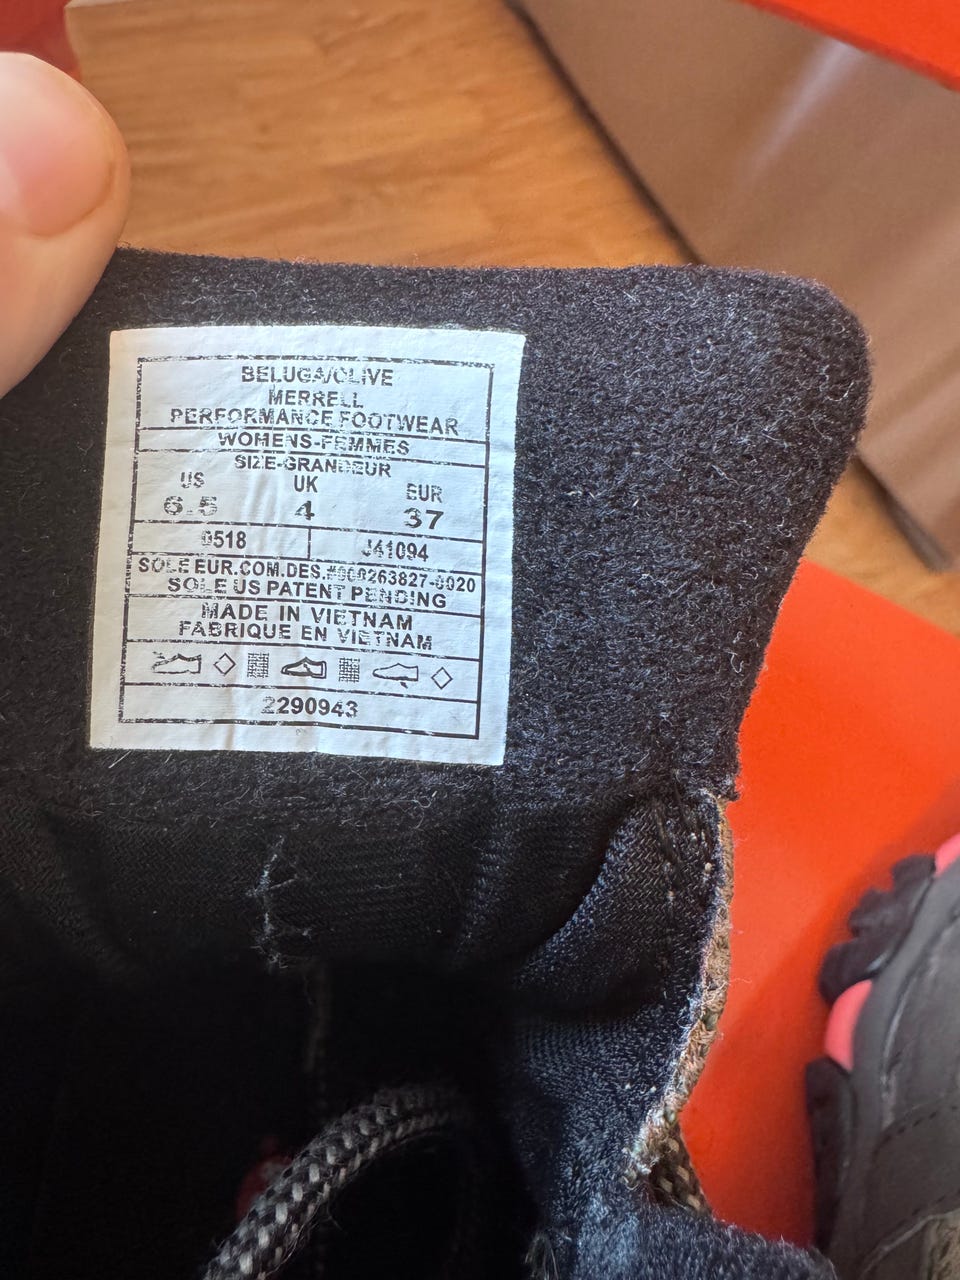 BELUGA/OLIVE
MERRELL
PERFORMANCE FOOTWEAR
WOMENS-FEMMES
SIZE-GRANDEUR
US UK EUR
6.5 4 37
0518 J41094
SOLE EUR.COM.DES.#000263827-0020
SOLE US PATENT PENDING
MADE IN VIETNAM
FABRIQUE EN VIETNAM
2290943